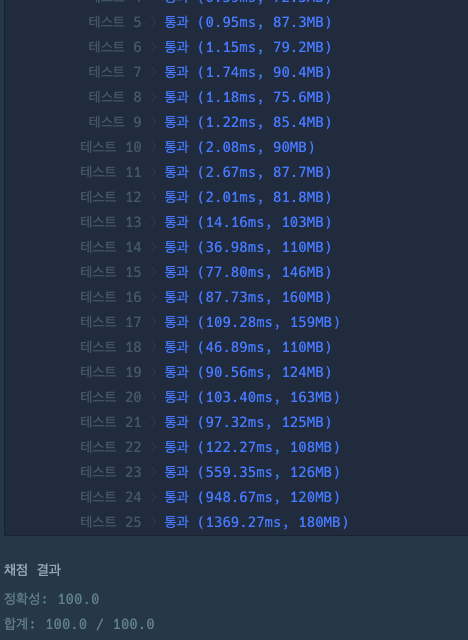 테스트 5 〉 통과 (0.95ms, 87.3MB)
테스트 6 〉 통과 (1.15ms, 79.2MB)
테스트 7 〉 통과 (1.74ms, 90.4MB)
테스트 8 〉 통과 (1.18ms, 75.6MB)
테스트 9 〉 통과 (1.22ms, 85.4MB)
테스트 10 〉 통과 (2.08ms, 90MB)
테스트 11 〉 통과 (2.67ms, 87.7MB)
테스트 12 〉 통과 (2.01ms, 81.8MB)
테스트 13 〉 통과 (14.16ms, 103MB)
테스트 14 〉 통과 (36.98ms, 110MB)
테스트 15 〉 통과 (77.80ms, 146MB)
테스트 16 〉 통과 (87.73ms, 160MB)
테스트 17 〉 통과 (109.28ms, 159MB)
테스트 18 〉 통과 (46.89ms, 110MB)
테스트 19 〉 통과 (90.56ms, 124MB)
테스트 20 〉 통과 (103.40ms, 163MB)
테스트 21 〉 통과 (97.32ms, 125MB)
테스트 22 〉 통과 (122.27ms, 108MB)
테스트 23 〉 통과 (559.35ms, 126MB)
테스트 24 〉 통과 (948.67ms, 120MB)
테스트 25 〉 통과 (1369.27ms, 180MB)
채점 결과
정확성: 100.0
합계: 100.0 / 100.0